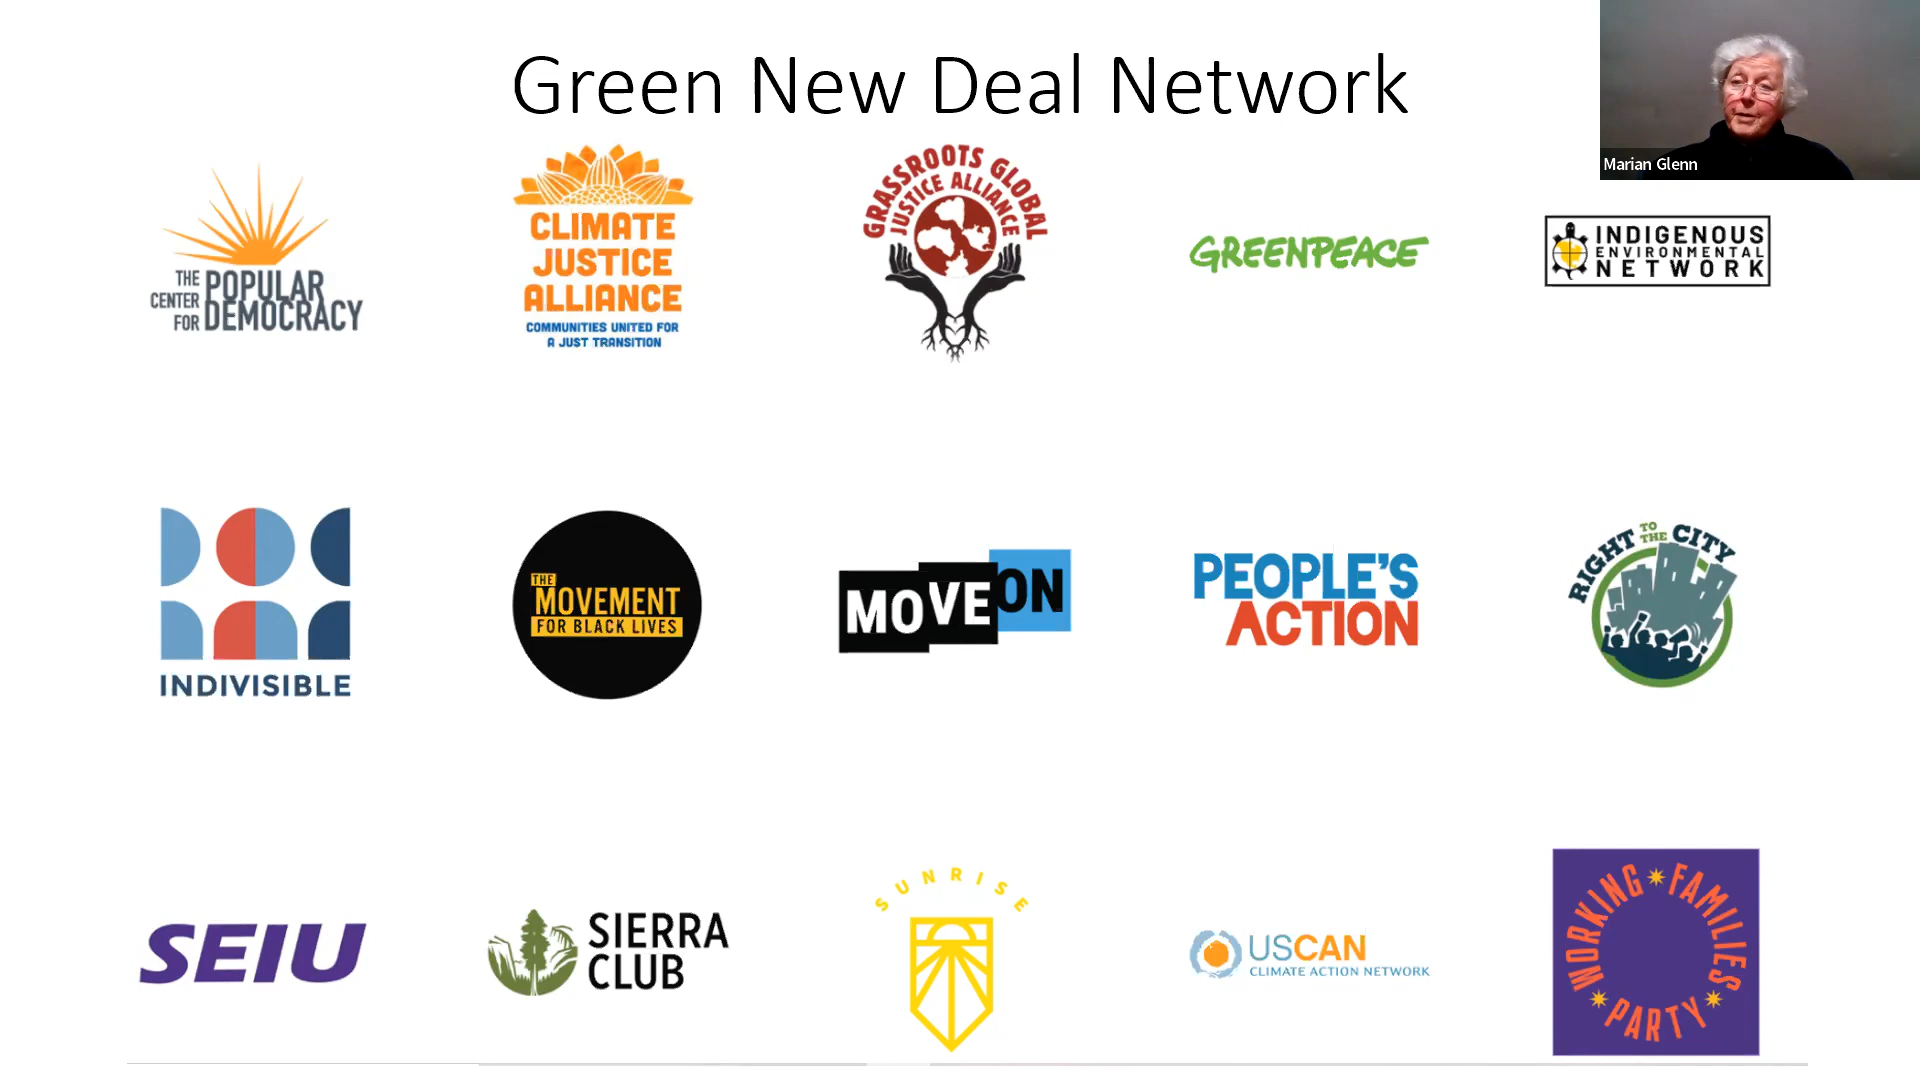 Green New Deal Network
Marian Glenn
THE
CENTER
FOR
POPULAR
DEMOCRACY
CLIMATE
JUSTICE
ALLIANCE
COMMUNITIES UNITED FOR
A JUST TRANSITION
GRASSROOTS GLOBAL
JUSTICE ALLIANCE
GREENPEACE
INDIGENOUS
ENVIRONMENTAL
NETWORK
INDIVISIBLE
THE
MOVEMENT
FOR BLACK LIVES
MOVEON
PEOPLE'S
ACTION
RIGHT TO THE CITY
SEIU
SIERRA
CLUB
SUNRISE
USCAN
CLIMATE ACTION NETWORK
WORKING FAMILIES
PARTY